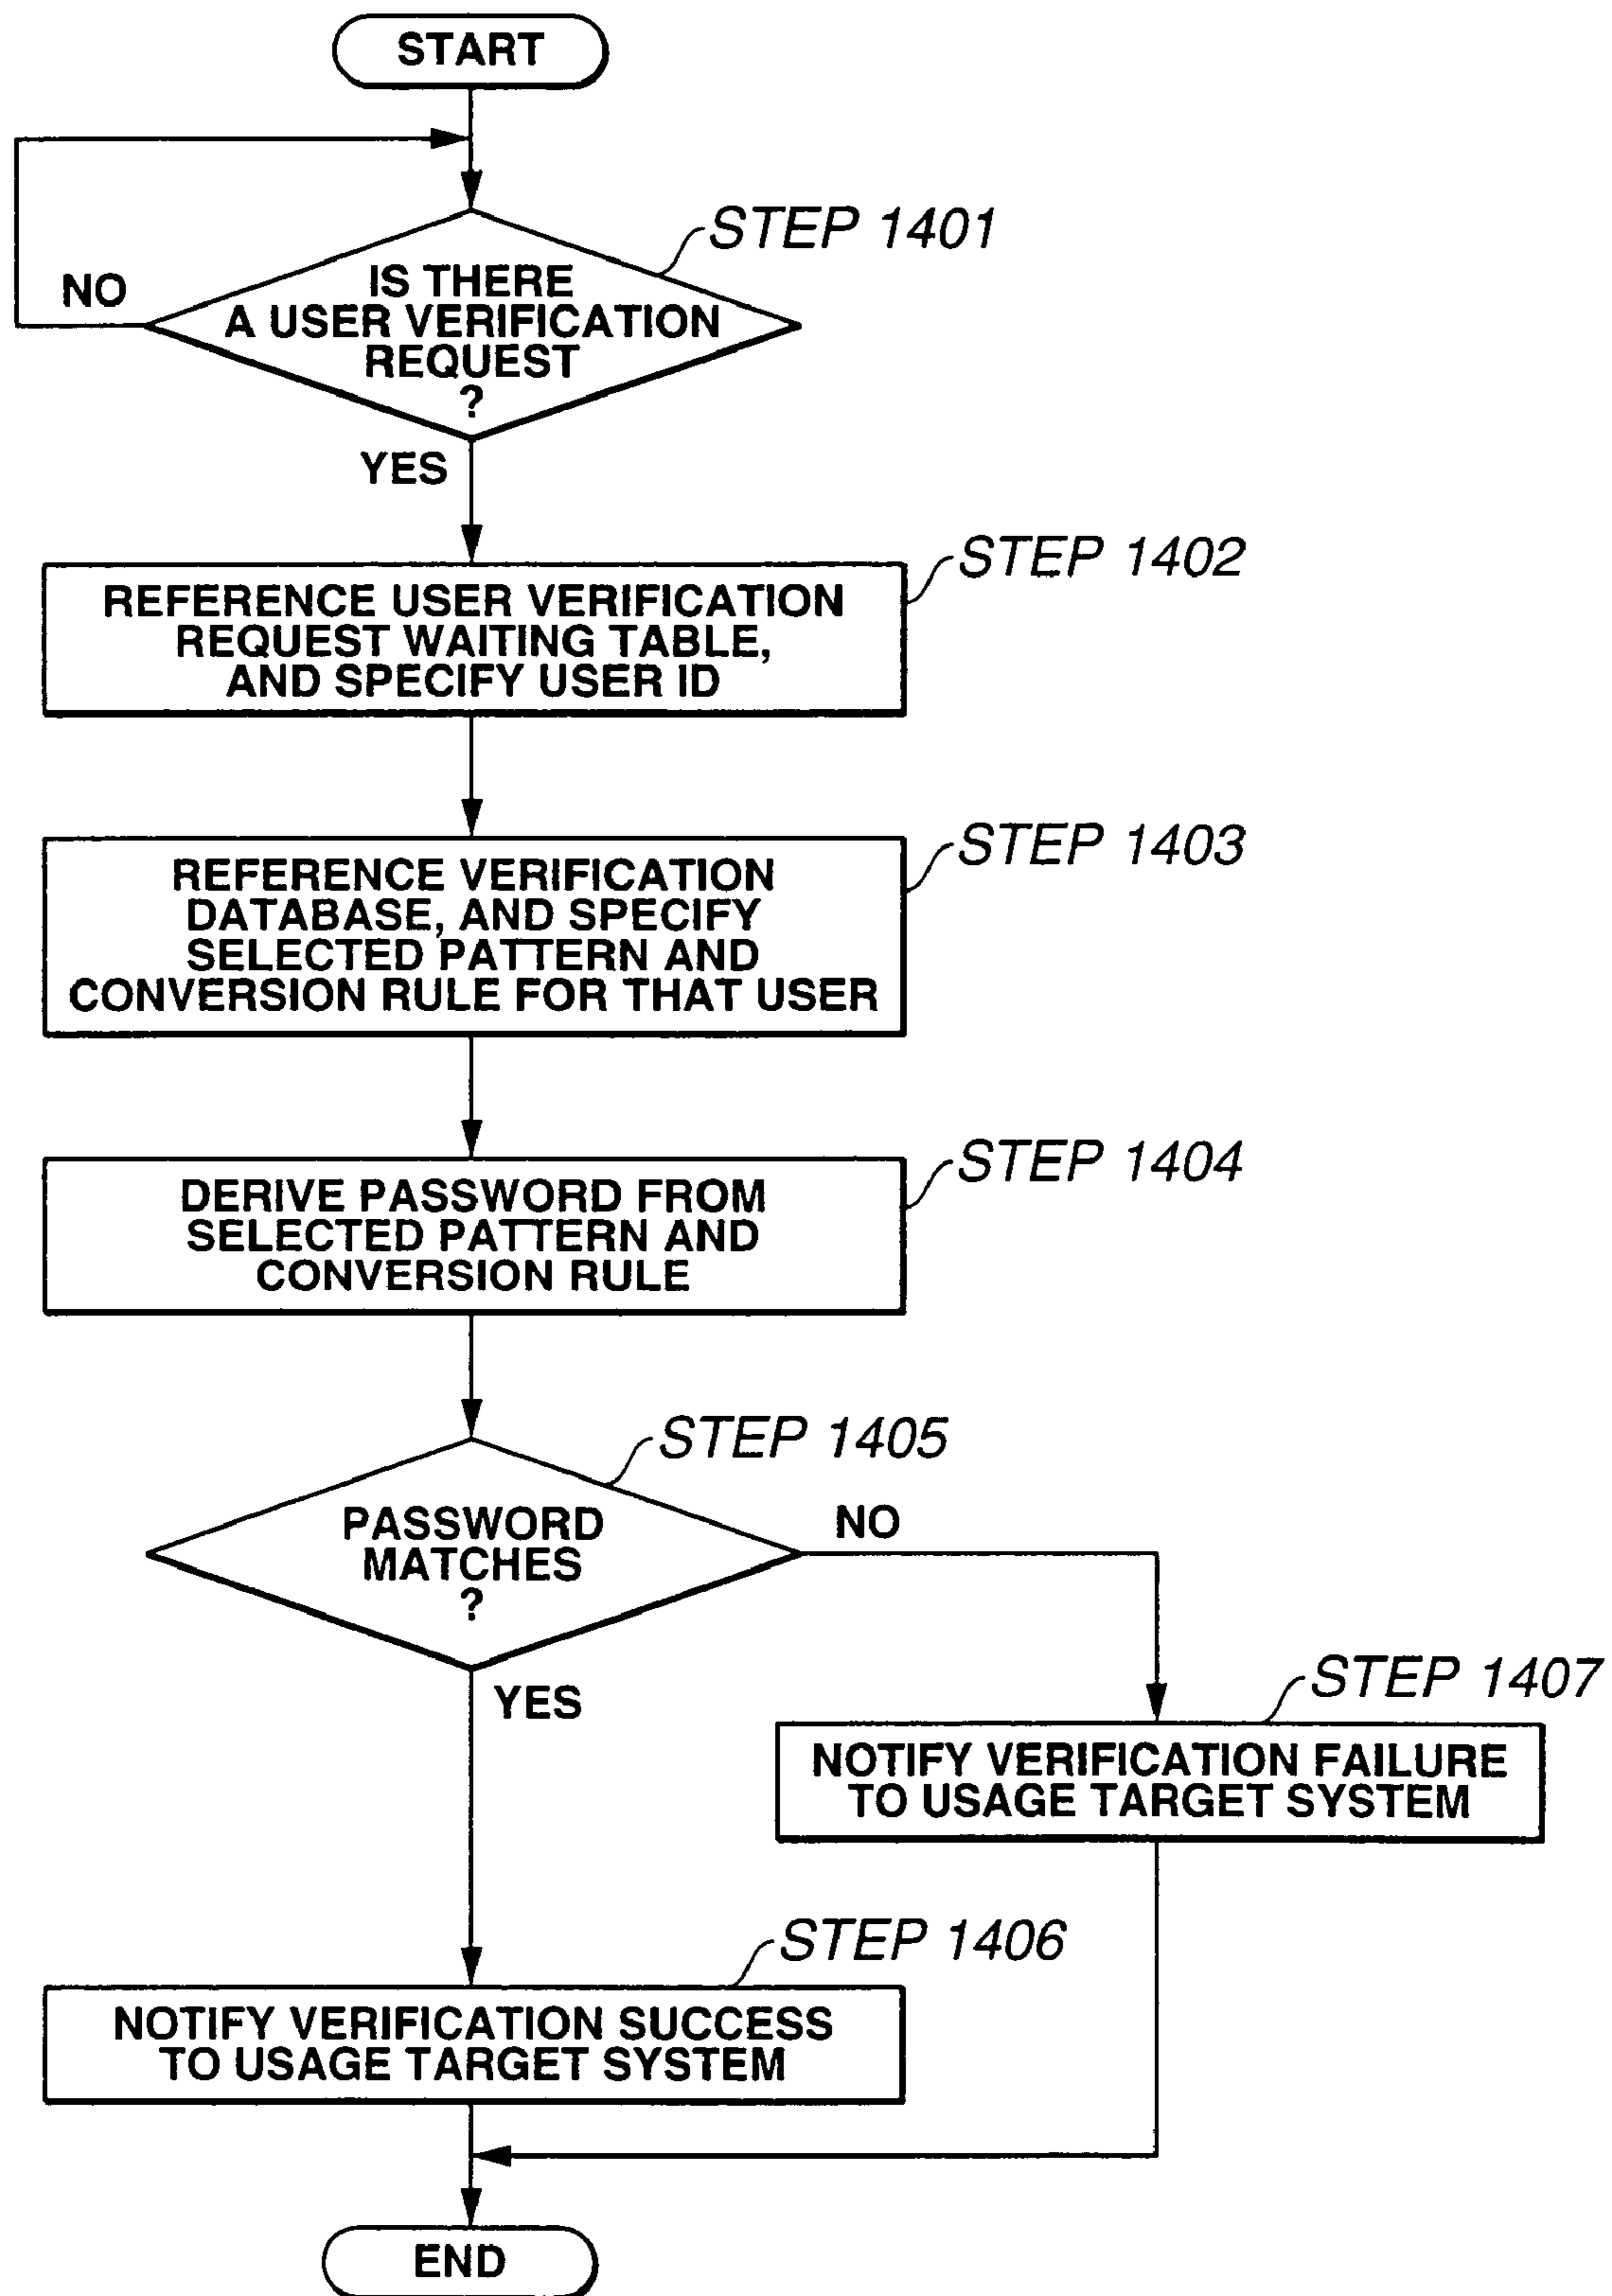 START
STEP 1401
NO
IS THERE
A USER VERIFICATION
REQUEST
?
YES
STEP 1402
REFERENCE USER VERIFICATION
REQUEST WAITING TABLE,
AND SPECIFY USER ID
STEP 1403
REFERENCE VERIFICATION
DATABASE, AND SPECIFY
SELECTED PATTERN AND
CONVERSION RULE FOR THAT USER
STEP 1404
DERIVE PASSWORD FROM
SELECTED PATTERN AND
CONVERSION RULE
STEP 1405
PASSWORD
MATCHES
?
NO
YES
STEP 1407
NOTIFY VERIFICATION FAILURE
TO USAGE TARGET SYSTEM
STEP 1406
NOTIFY VERIFICATION SUCCESS
TO USAGE TARGET SYSTEM
END